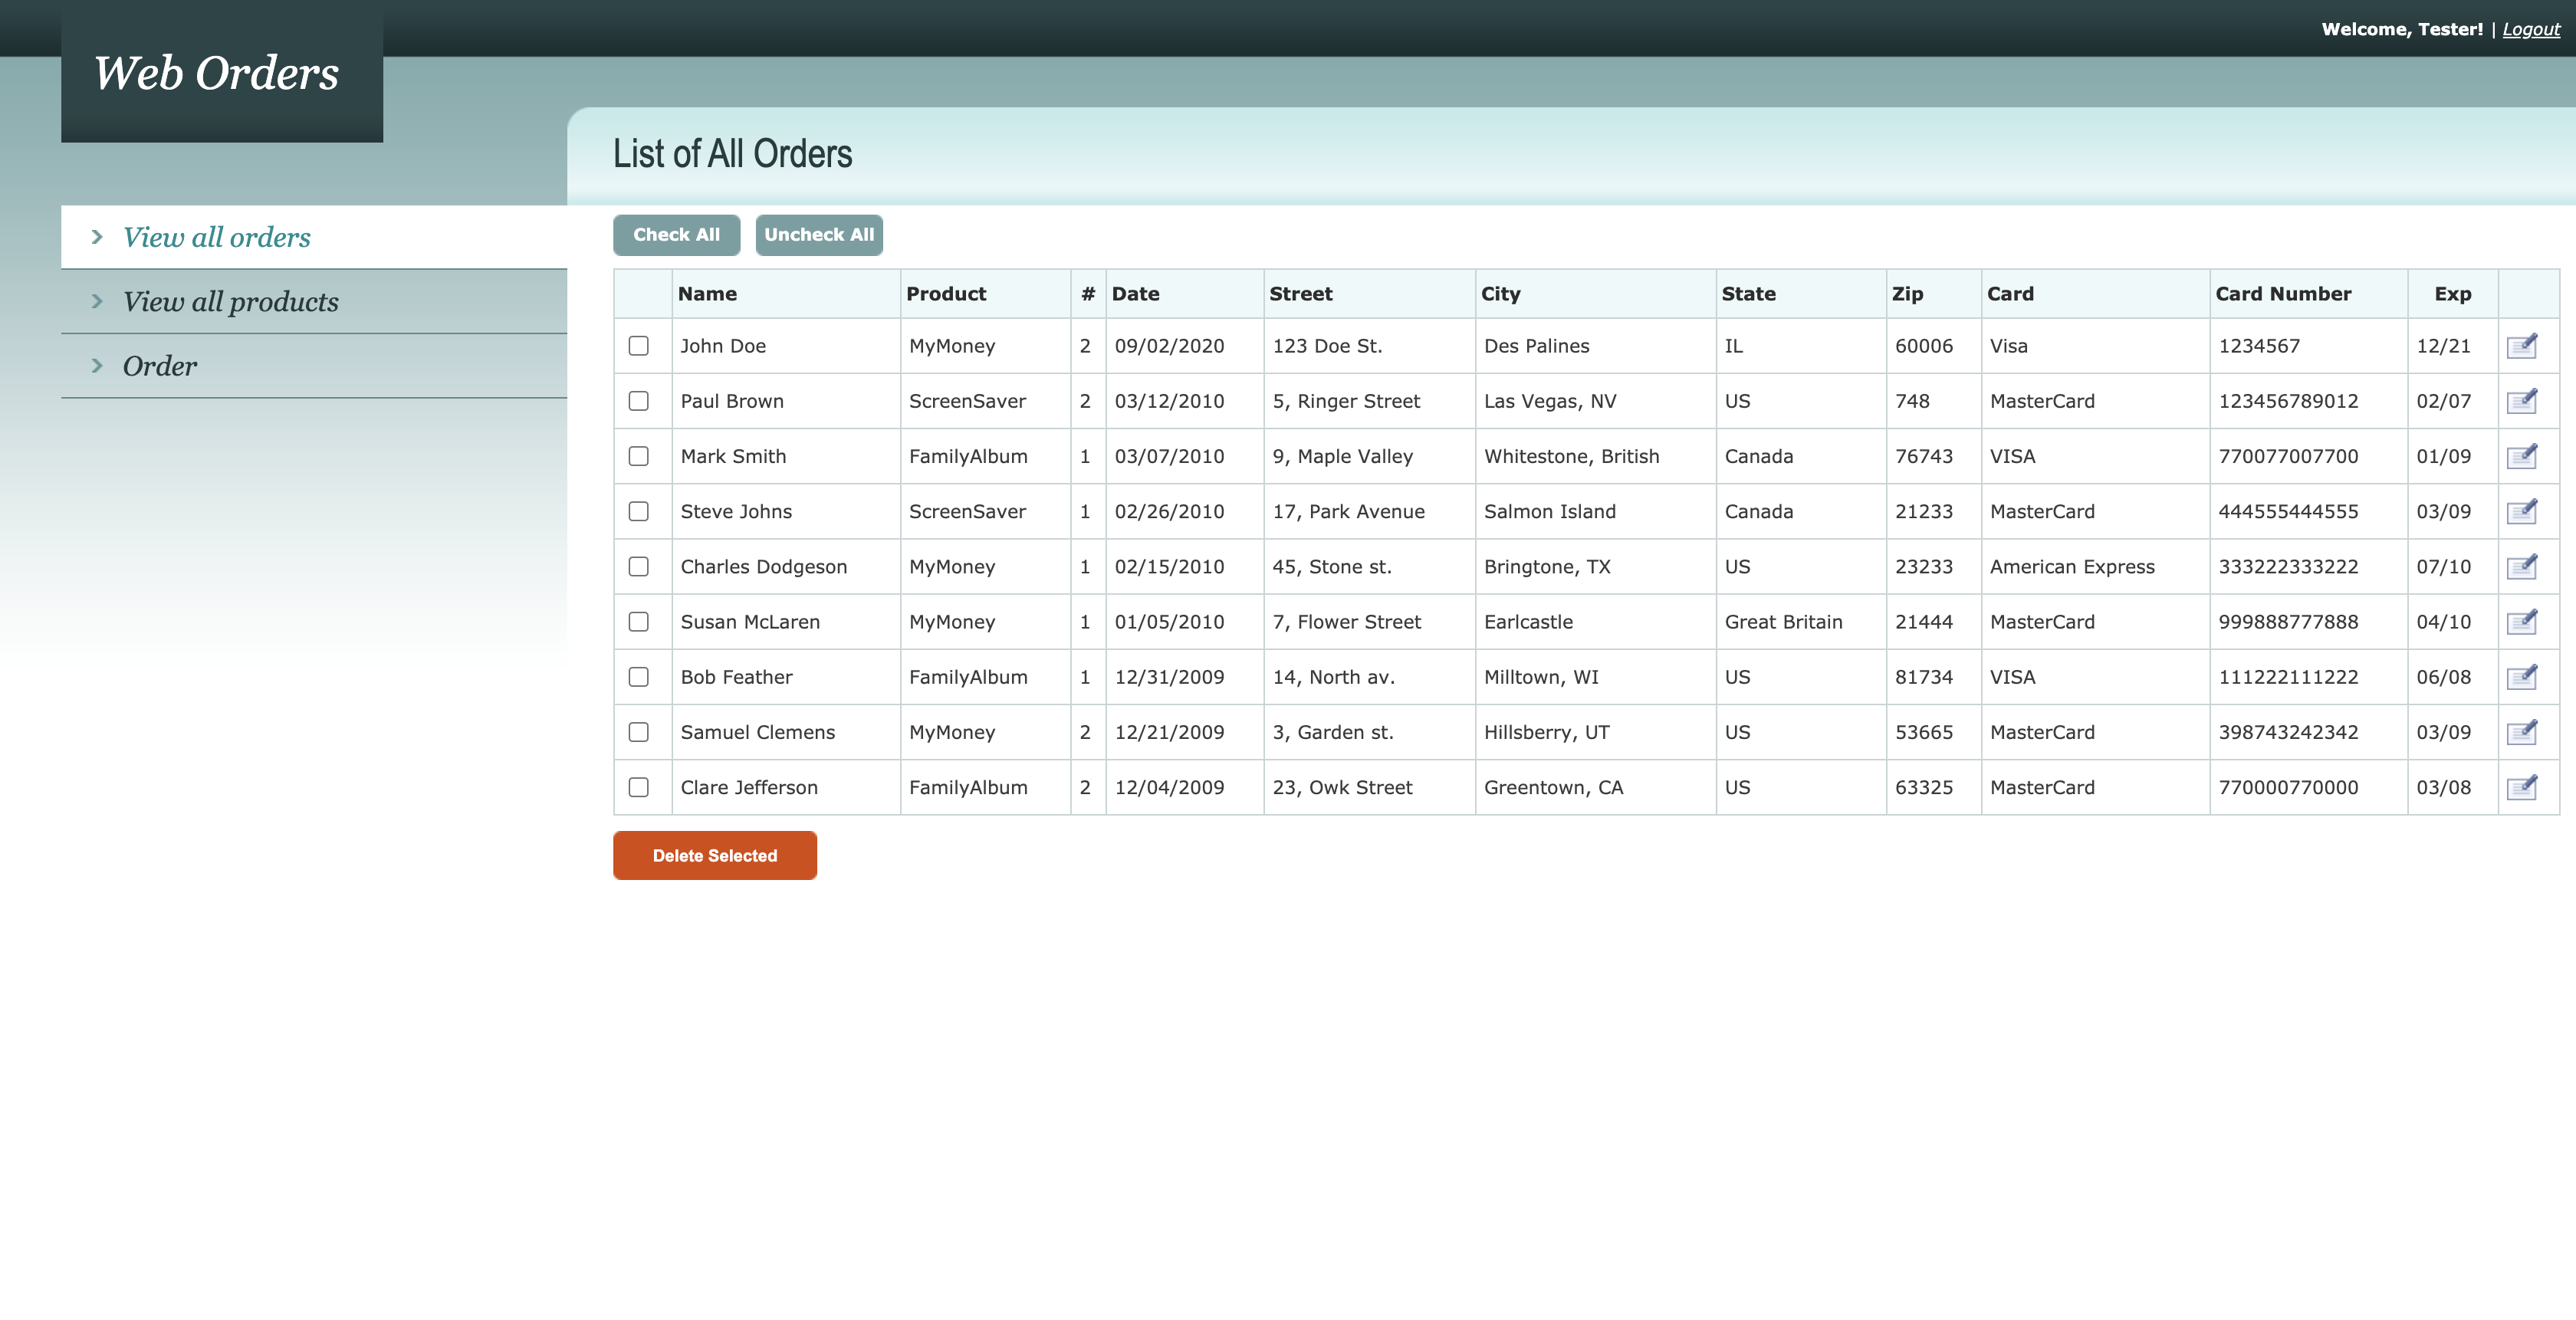 Welcome, Tester! | Logout
Web Orders
List of All Orders
View all orders
View all products
Order
Check All Uncheck All
Name Product # Date Street City State Zip Card Card Number Exp
John Doe MyMoney 2 09/02/2020 123 Doe St. Des Palines IL 60006 Visa 1234567 12/21
Paul Brown ScreenSaver 2 03/12/2010 5, Ringer Street Las Vegas, NV US 748 MasterCard 123456789012 02/07
Mark Smith FamilyAlbum 1 03/07/2010 9, Maple Valley Whitestone, British Canada 76743 VISA 770077007700 01/09
Steve Johns ScreenSaver 1 02/26/2010 17, Park Avenue Salmon Island Canada 21233 MasterCard 444555444555 03/09
Charles Dodgeson MyMoney 1 02/15/2010 45, Stone st. Bringtone, TX US 23233 American Express 333222333222 07/10
Susan McLaren MyMoney 1 01/05/2010 7, Flower Street Earlcastle Great Britain 21444 MasterCard 999888777888 04/10
Bob Feather FamilyAlbum 1 12/31/2009 14, North av. Milltown, WI US 81734 VISA 111222111222 06/08
Samuel Clemens MyMoney 2 12/21/2009 3, Garden st. Hillsberry, UT US 53665 MasterCard 398743242342 03/09
Clare Jefferson FamilyAlbum 2 12/04/2009 23, Owk Street Greentown, CA US 63325 MasterCard 770000770000 03/08
Delete Selected